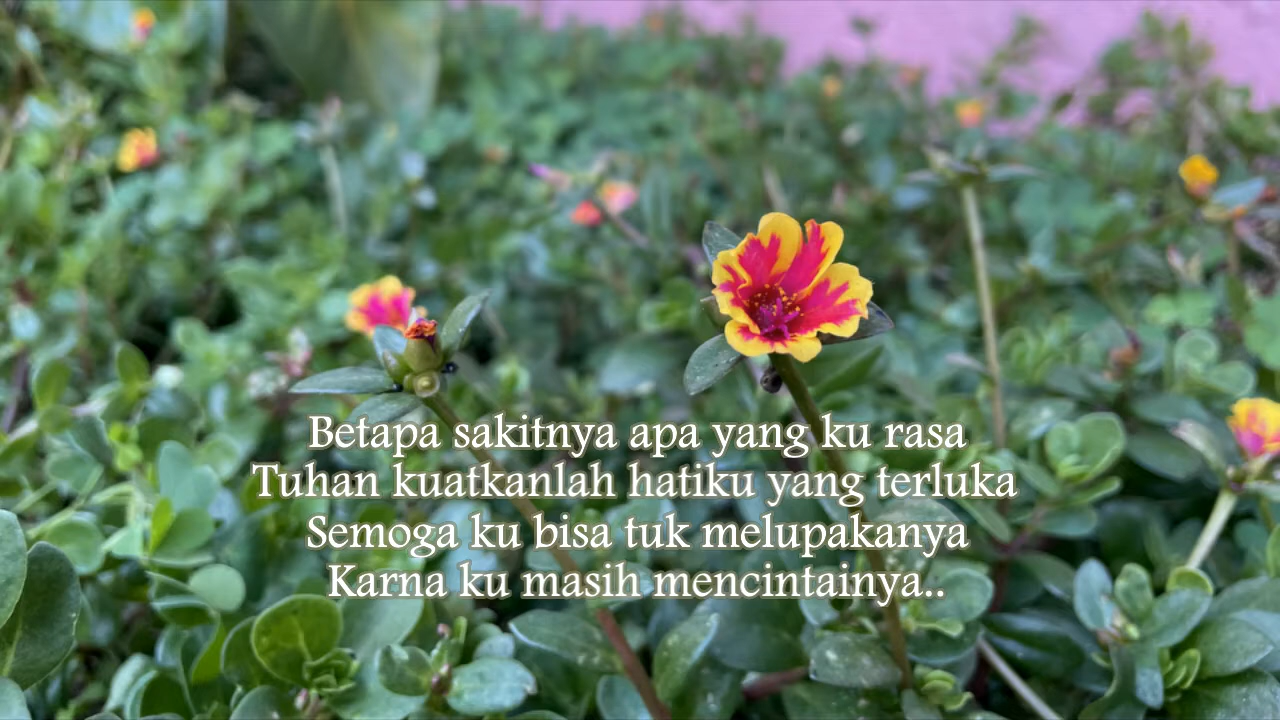 Betapa sakitnya apa yang ku rasa
Tuhan kuatkanlah hatiku yang terluka
Semoga ku bisa tuk melupakanya
Karna ku masih mencintainya..